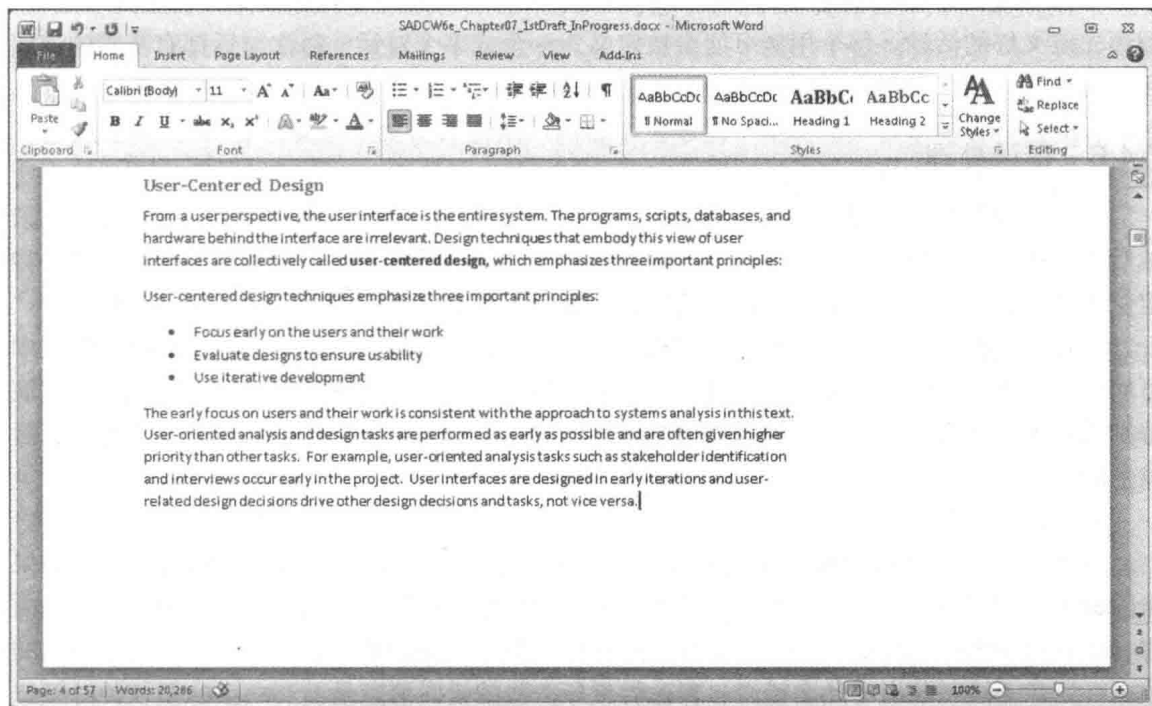 SADCW6e_Chapter07_1stDraft_InProgress.docx - Microsoft Word
File Home Insert Page Layout References Mailings Review View Add-Ins
Paste
Calibri (Body) 11
B I U abc
AaBbCcDc AaBbCcDc AaBbC AaBbCc
¶ Normal ¶ No Spaci... Heading 1 Heading 2
Change Styles
Find
Replace
Select
Clipboard Font Paragraph Styles Editing
User-Centered Design
From a user perspective, the user interface is the entire system. The programs, scripts, databases, and
hardware behind the interface are irrelevant. Design techniques that embody this view of user
interfaces are collectively called user-centered design, which emphasizes three important principles:
User-centered design techniques emphasize three important principles:
• Focus early on the users and their work
• Evaluate designs to ensure usability
• Use iterative development
The early focus on users and their work is consistent with the approach to systems analysis in this text.
User-oriented analysis and design tasks are performed as early as possible and are often given higher
priority than other tasks. For example, user-oriented analysis tasks such as stakeholder identification
and interviews occur early in the project. User interfaces are designed in early iterations and user-
related design decisions drive other design decisions and tasks, not vice versa.
Page: 4 of 57 Words: 20,286 100%